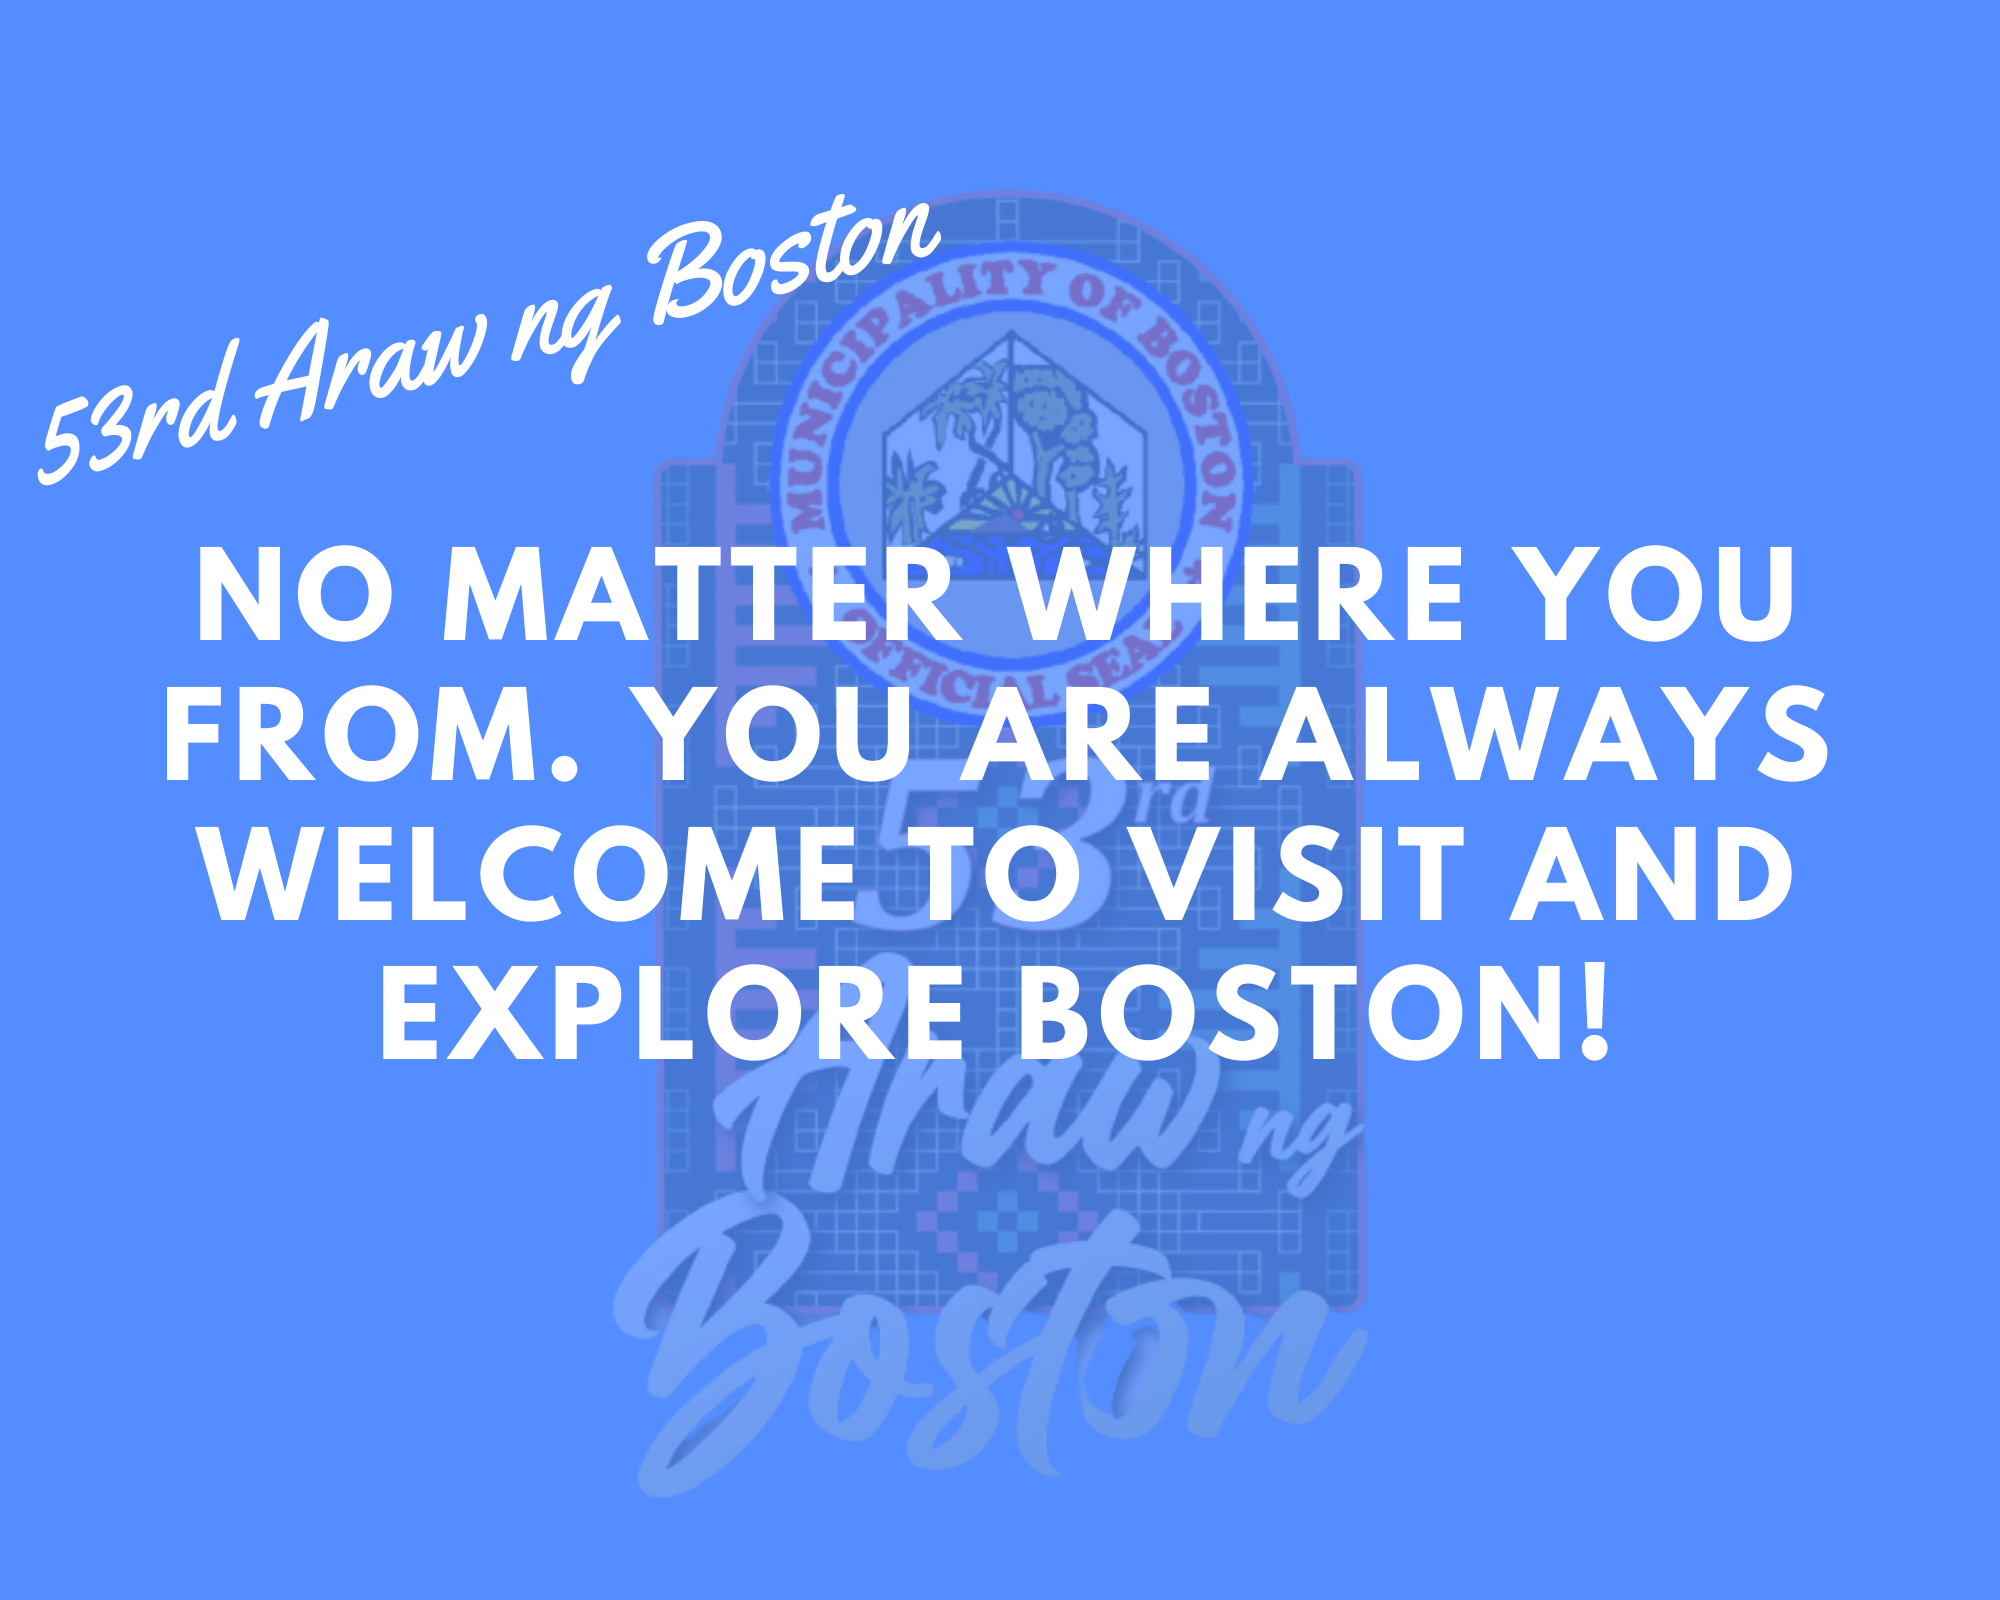 53rd Araw ng Boston
MUNICIPALITY OF BOSTON
NO MATTER WHERE YOU
FROM. YOU ARE ALWAYS
WELCOME TO VISIT AND
EXPLORE BOSTON!
OFFICIAL SEAL
53rd
Araw ng
Boston